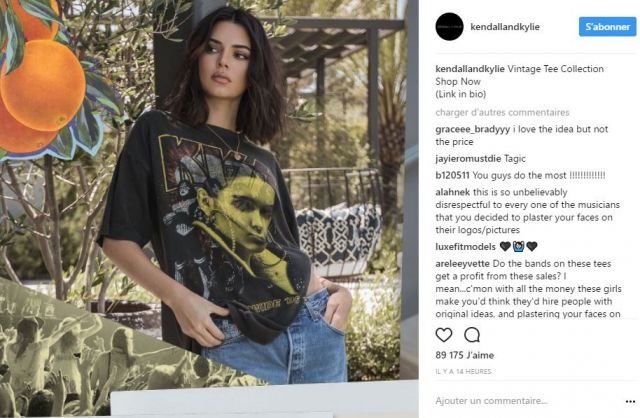 kendallandkylie
S'abonner
kendallandkylie Vintage Tee Collection
Shop Now
(Link in bio)
charger d'autres commentaires
graceee_bradyyy i love the idea but not
the price
jayieromustdie Tagic
b120511 You guys do the most !!!!!!!!!!!!!
alahnek this is so unbelievably
disrespectful to every one of the musicians
that you decided to plaster your faces on
their logos/pictures
luxefitmodels
areleeyvette Do the bands on these tees
get a profit from these sales? I
mean...c'mon with all the money these girls
make you'd think they'd hire people with
original ideas, and plastering your faces on
89 175 J'aime
IL Y A 14 HEURES
Ajouter un commentaire...